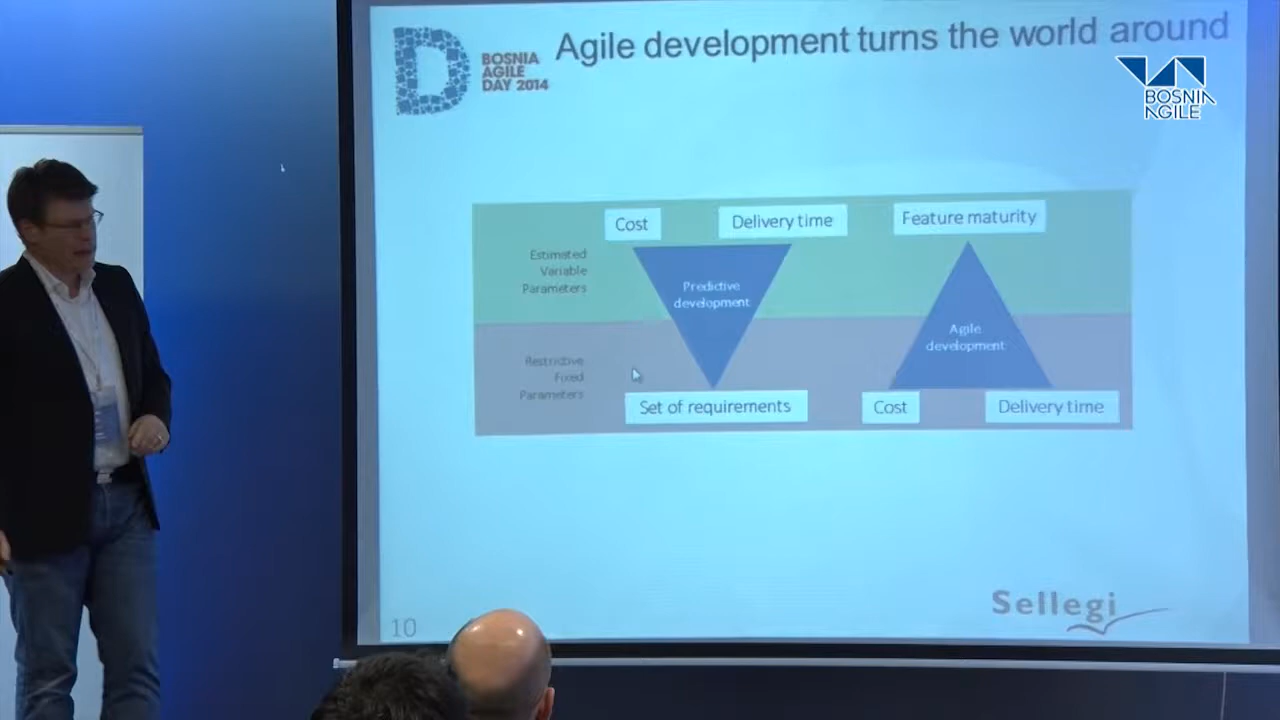 BOSNIA
AGILE
DAY 2014
Agile development turns the world around
BOSNIA
AGILE
Cost
Delivery time
Feature maturity
Estimated
Variable
Parameters
Predictive
development
Agile
development
Restrictive
Fixed
Parameters
Set of requirements
Cost
Delivery time
10
Sellegi